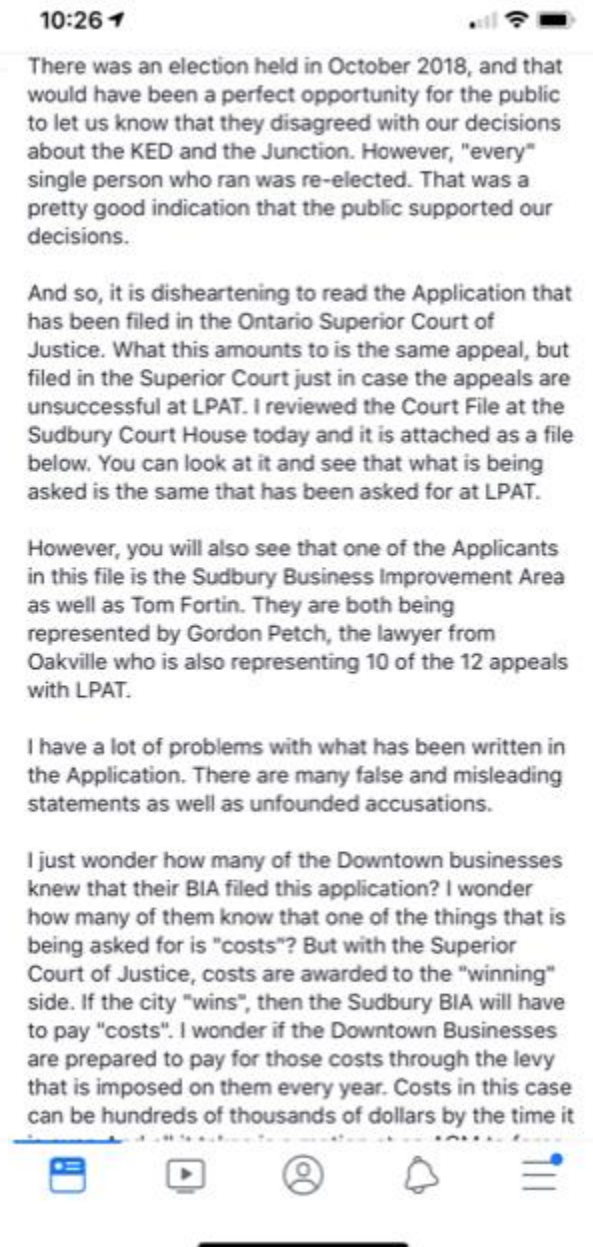 10:26
There was an election held in October 2018, and that
would have been a perfect opportunity for the public
to let us know that they disagreed with our decisions
about the KED and the Junction. However, "every"
single person who ran was re-elected. That was a
pretty good indication that the public supported our
decisions.
And so, it is disheartening to read the Application that
has been filed in the Ontario Superior Court of
Justice. What this amounts to is the same appeal, but
filed in the Superior Court just in case the appeals are
unsuccessful at LPAT. I reviewed the Court File at the
Sudbury Court House today and it is attached as a file
below. You can look at it and see that what is being
asked is the same that has been asked for at LPAT.
However, you will also see that one of the Applicants
in this file is the Sudbury Business Improvement Area
as well as Tom Fortin. They are both being
represented by Gordon Petch, the lawyer from
Oakville who is also representing 10 of the 12 appeals
with LPAT.
I have a lot of problems with what has been written in
the Application. There are many false and misleading
statements as well as unfounded accusations.
I just wonder how many of the Downtown businesses
knew that their BIA filed this application? I wonder
how many of them know that one of the things that is
being asked for is "costs"? But with the Superior
Court of Justice, costs are awarded to the "winning"
side. If the city "wins", then the Sudbury BIA will have
to pay "costs". I wonder if the Downtown Businesses
are prepared to pay for those costs through the levy
that is imposed on them every year. Costs in this case
can be hundreds of thousands of dollars by the time it